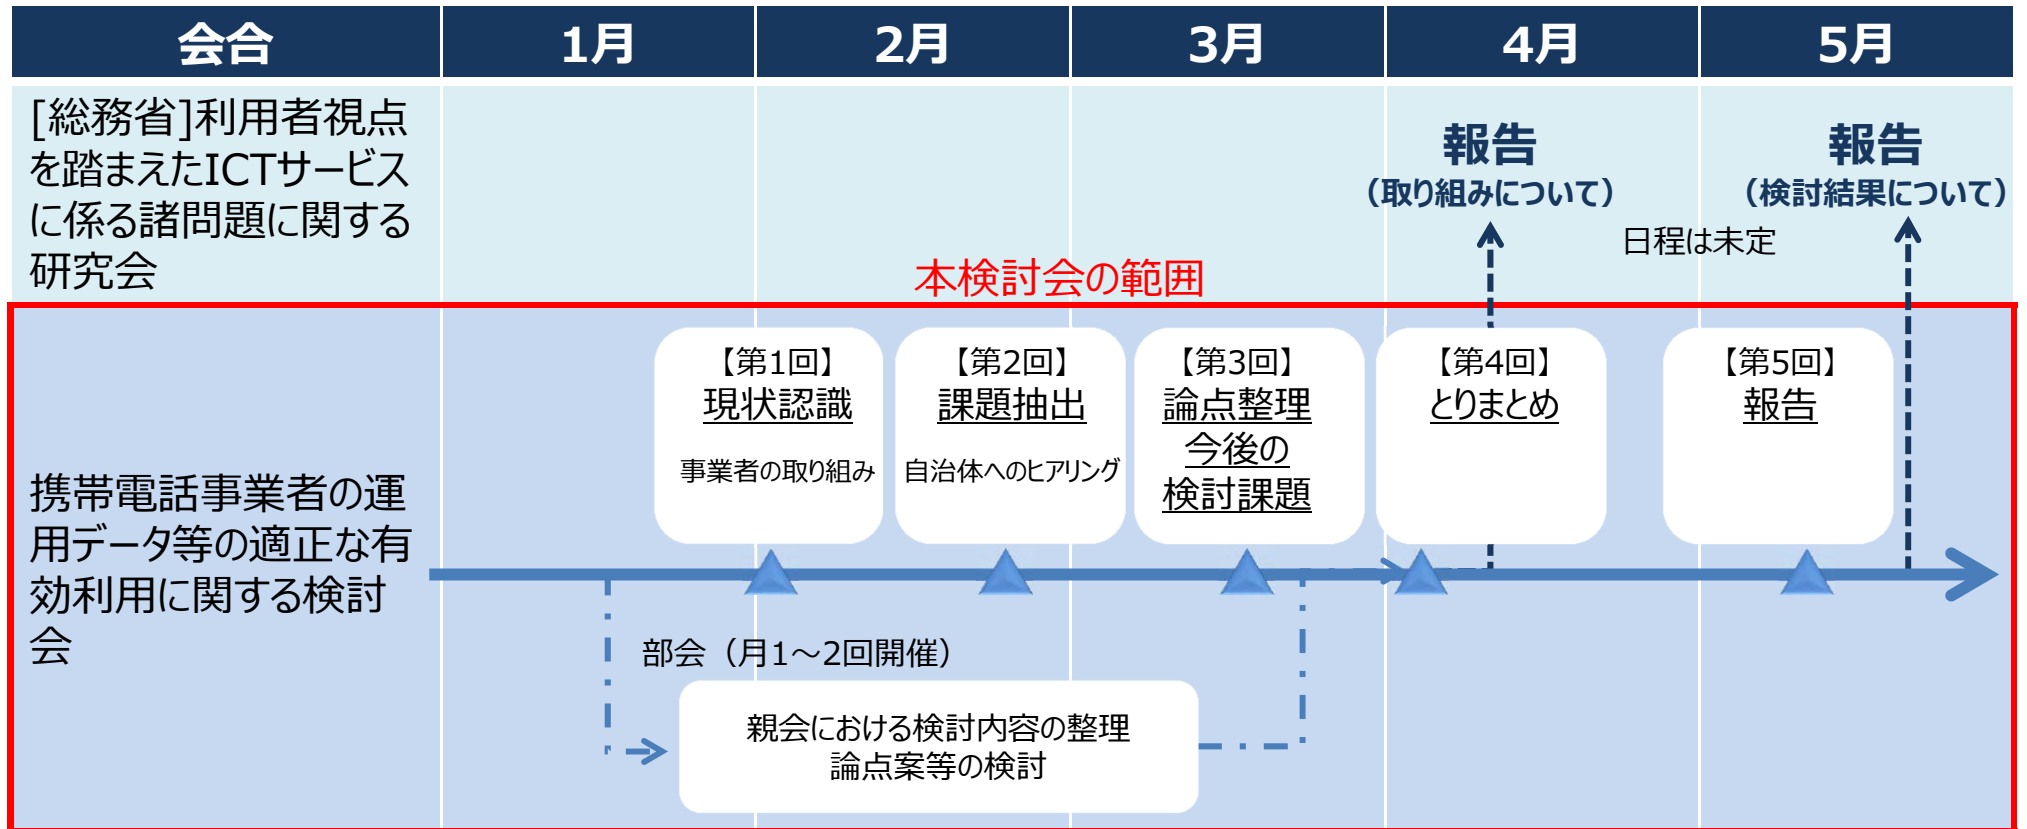 会合
1月
2月
3月
4月
5月
[総務省]利用者視点
を踏まえたICTサービス
に係る諸問題に関する
研究会
報告
（取り組みについて）
報告
（検討結果について）
日程は未定
本検討会の範囲
携帯電話事業者の運
用データ等の適正な有
効利用に関する検討
会
【第1回】
現状認識
事業者の取り組み
【第2回】
課題抽出
自治体へのヒアリング
【第3回】
論点整理
今後の
検討課題
【第4回】
とりまとめ
【第5回】
報告
部会（月1～2回開催）
親会における検討内容の整理
論点案等の検討